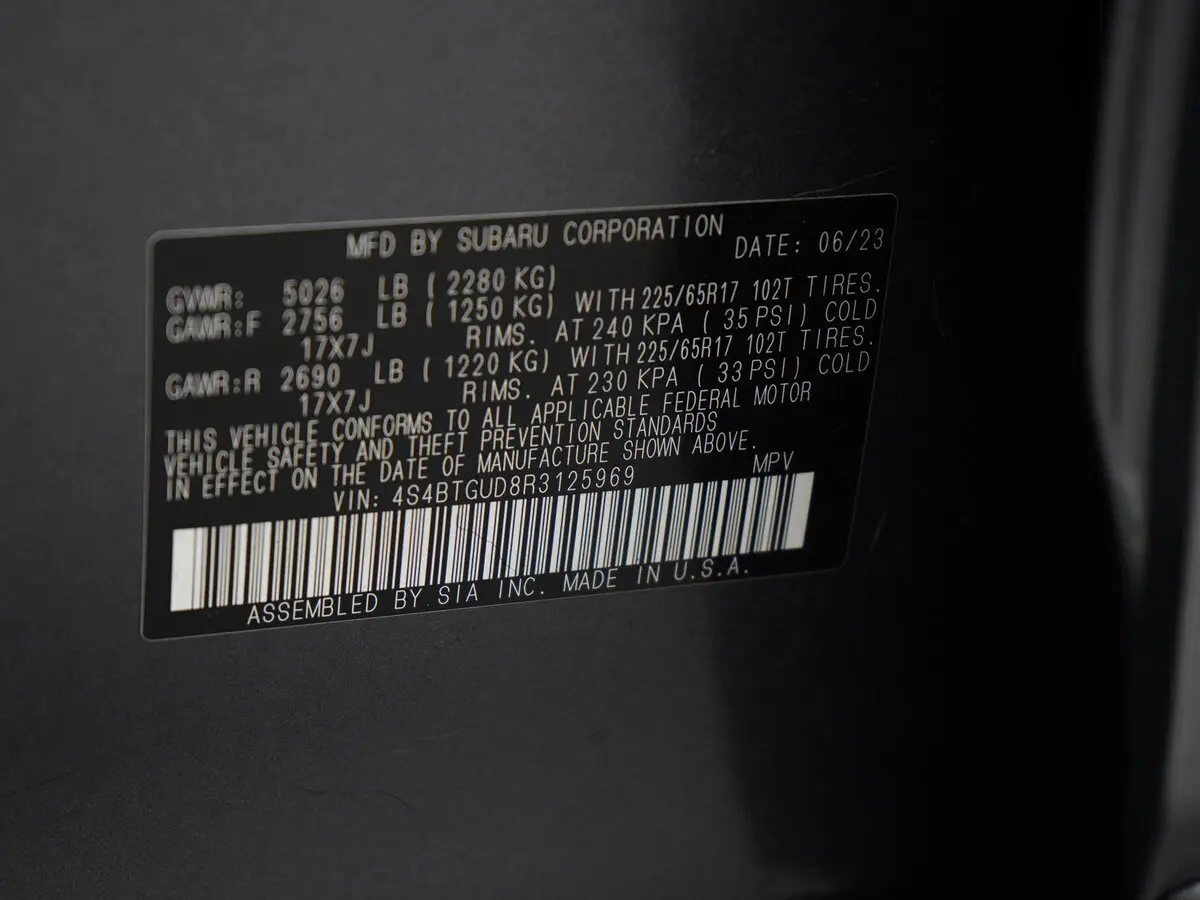 MFD BY SUBARU CORPORATION DATE: 06/23
GVWR: 5026 LB ( 2280 KG)
GAWR:F 2756 LB ( 1250 KG) WITH 225/65R17 102T TIRES.
17X7J RIMS. AT 240 KPA ( 35 PSI) COLD
GAWR:R 2690 LB ( 1220 KG) WITH 225/65R17 102T TIRES.
17X7J RIMS. AT 230 KPA ( 33 PSI) COLD
THIS VEHICLE CONFORMS TO ALL APPLICABLE FEDERAL MOTOR
VEHICLE SAFETY AND THEFT PREVENTION STANDARDS
IN EFFECT ON THE DATE OF MANUFACTURE SHOWN ABOVE.
VIN: 4S4BTGUD8R3125969 MPV
ASSEMBLED BY SIA INC. MADE IN U.S.A.